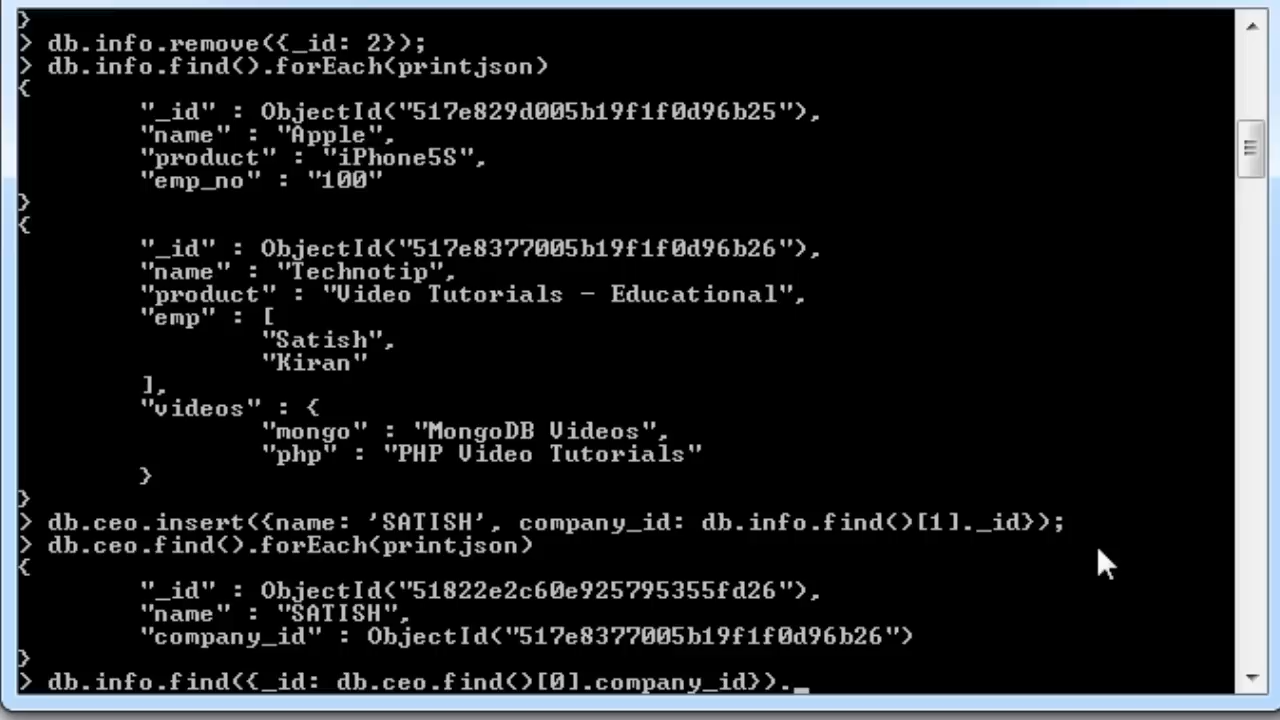 }
> db.info.remove({_id: 2});
> db.info.find().forEach(printjson)
{
"_id" : ObjectId("517e829d005b19f1f0d96b25"),
"name" : "Apple",
"product" : "iPhone5S",
"emp_no" : "100"
}
{
"_id" : ObjectId("517e8377005b19f1f0d96b26"),
"name" : "Technotip",
"product" : "Video Tutorials - Educational",
"emp" : [
"Satish",
"Kiran"
],
"videos" : {
"mongo" : "MongoDB Videos",
"php" : "PHP Video Tutorials"
}
}
> db.ceo.insert({name: 'SATISH', company_id: db.info.find()[1]._id});
> db.ceo.find().forEach(printjson)
{
"_id" : ObjectId("51822e2c60e925795355fd26"),
"name" : "SATISH",
"company_id" : ObjectId("517e8377005b19f1f0d96b26")
}
> db.info.find({_id: db.ceo.find()[0].company_id})._